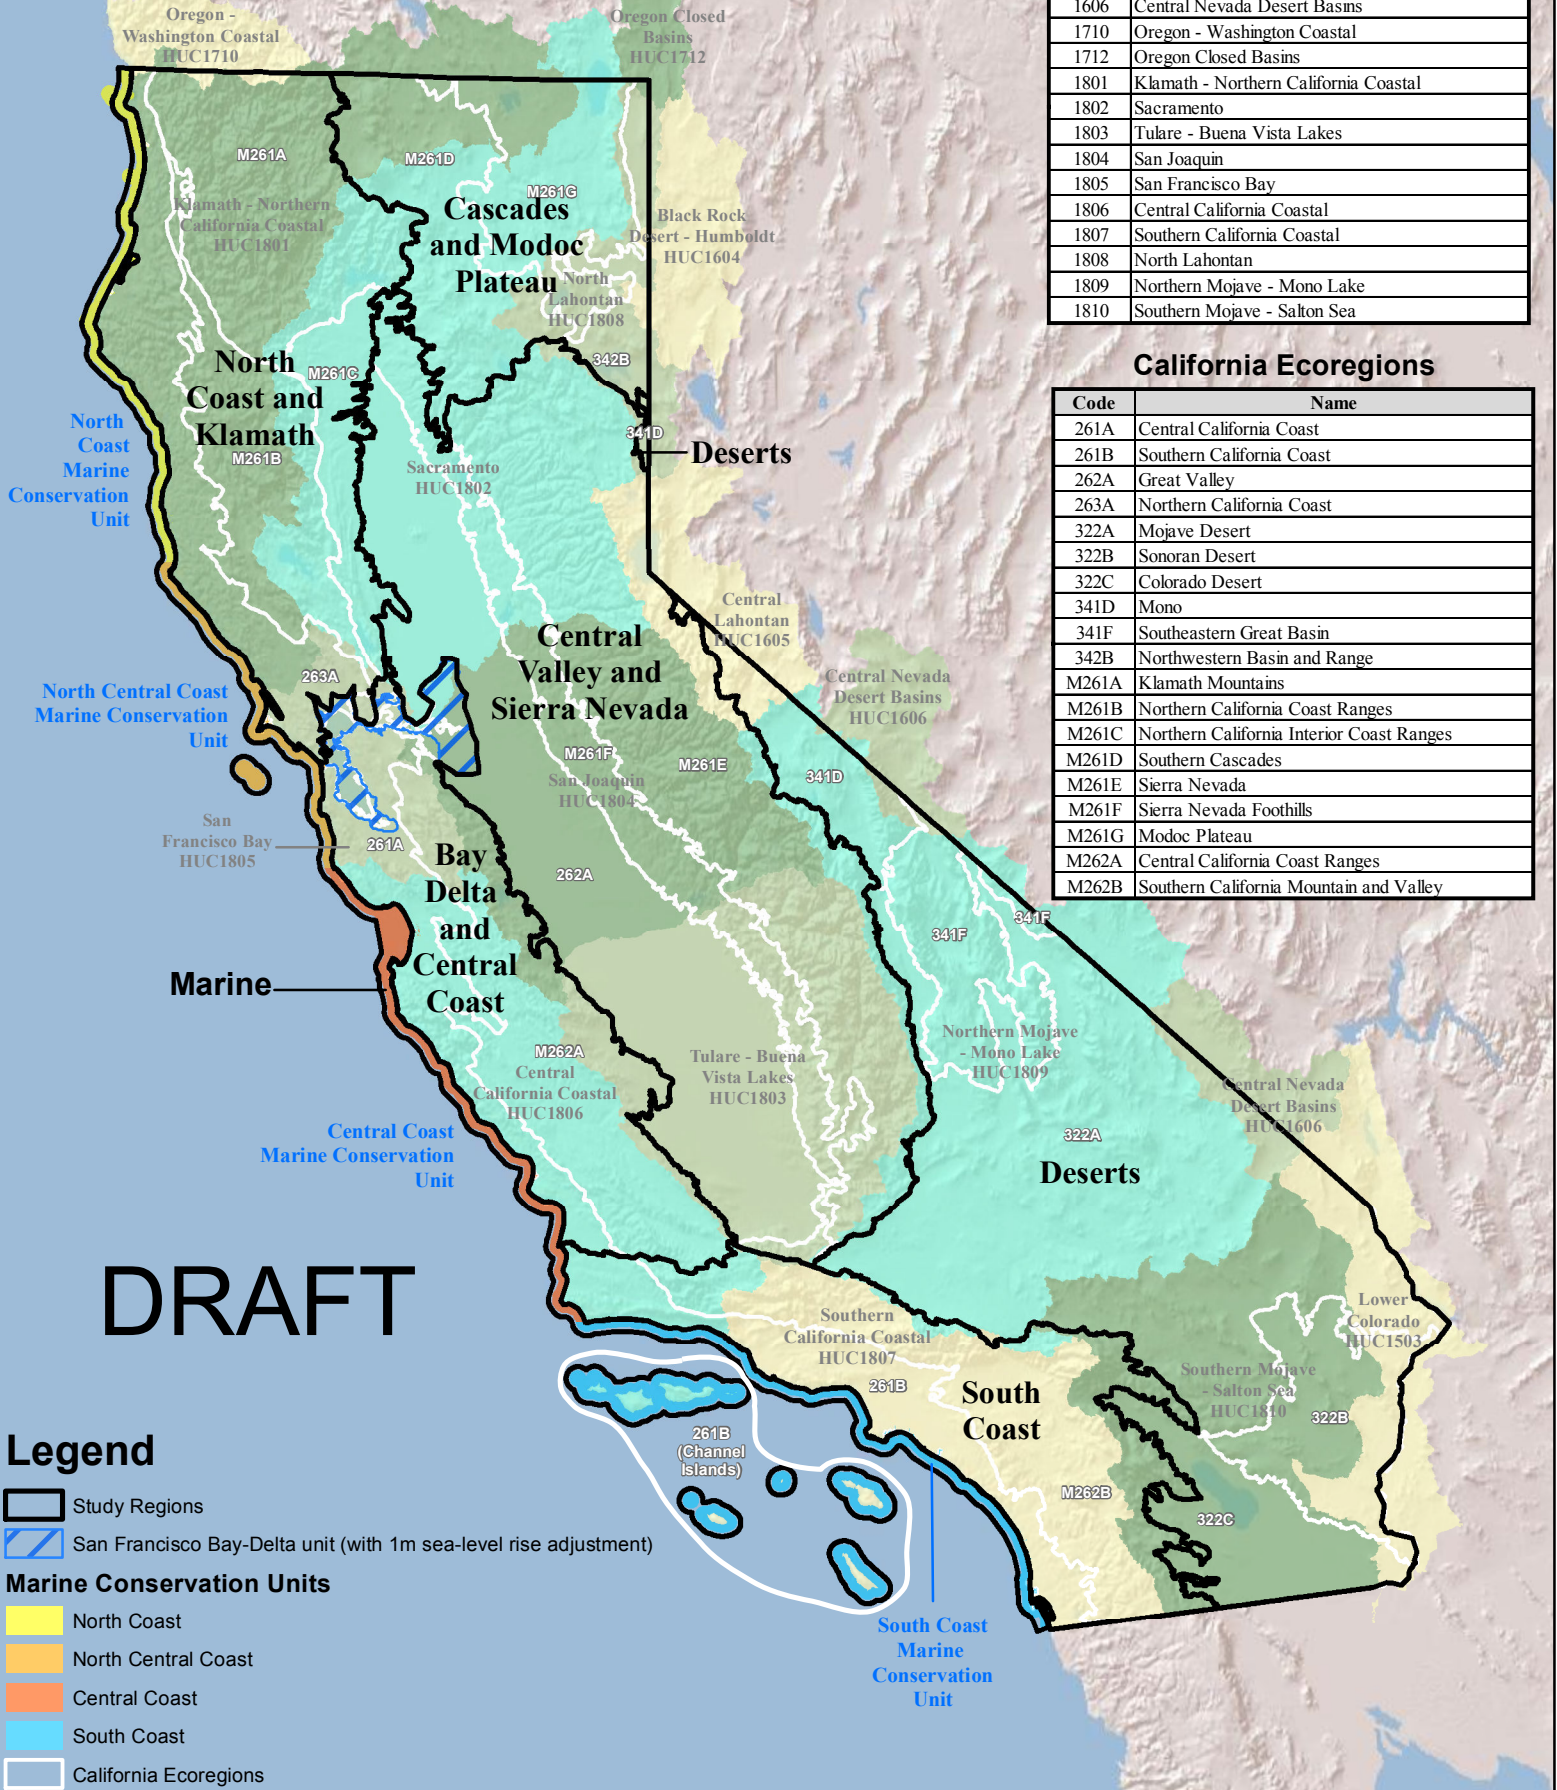 1606 Central Nevada Desert Basins
1710 Oregon - Washington Coastal
1712 Oregon Closed Basins
1801 Klamath - Northern California Coastal
1802 Sacramento
1803 Tulare - Buena Vista Lakes
1804 San Joaquin
1805 San Francisco Bay
1806 Central California Coastal
1807 Southern California Coastal
1808 North Lahontan
1809 Northern Mojave - Mono Lake
1810 Southern Mojave - Salton Sea
California Ecoregions
Code Name
261A Central California Coast
261B Southern California Coast
262A Great Valley
263A Northern California Coast
322A Mojave Desert
322B Sonoran Desert
322C Colorado Desert
341D Mono
341F Southeastern Great Basin
342B Northwestern Basin and Range
M261A Klamath Mountains
M261B Northern California Coast Ranges
M261C Northern California Interior Coast Ranges
M261D Southern Cascades
M261E Sierra Nevada
M261F Sierra Nevada Foothills
M261G Modoc Plateau
M262A Central California Coast Ranges
M262B Southern California Mountain and Valley
Oregon -
Washington Coastal
HUC1710
Oregon Closed
Basins
HUC1712
M261A
M261D
M261G
Klamath - Northern
California Coastal
HUC1801
Cascades
and Modoc
Plateau
Black Rock
Desert - Humboldt
HUC1604
North
Lahontan
HUC1808
342B
North
Coast and
Klamath
M261C
M261B
North
Coast
Marine
Conservation
Unit
341D
Deserts
Sacramento
HUC1802
Central
Lahontan
HUC1605
Central
Valley and
Sierra Nevada
Central Nevada
Desert Basins
HUC1606
263A
North Central Coast
Marine Conservation
Unit
M261F
M261E
341D
San Joaquin
HUC1804
San
Francisco Bay
HUC1805
261A
Bay
Delta
and
Central
Coast
262A
341F
341F
Marine
Northern Mojave
- Mono Lake
HUC1809
M262A
Central
California Coastal
HUC1806
Tulare - Buena
Vista Lakes
HUC1803
Central Nevada
Desert Basins
HUC1606
Central Coast
Marine Conservation
Unit
322A
Deserts
DRAFT
Southern
California Coastal
HUC1807
Lower
Colorado
HUC1503
261B
South
Coast
Southern Mojave
- Salton Sea
HUC1810
322B
261B
(Channel
Islands)
M262B
322C
South Coast
Marine
Conservation
Unit
Legend
Study Regions
San Francisco Bay-Delta unit (with 1m sea-level rise adjustment)
Marine Conservation Units
North Coast
North Central Coast
Central Coast
South Coast
California Ecoregions